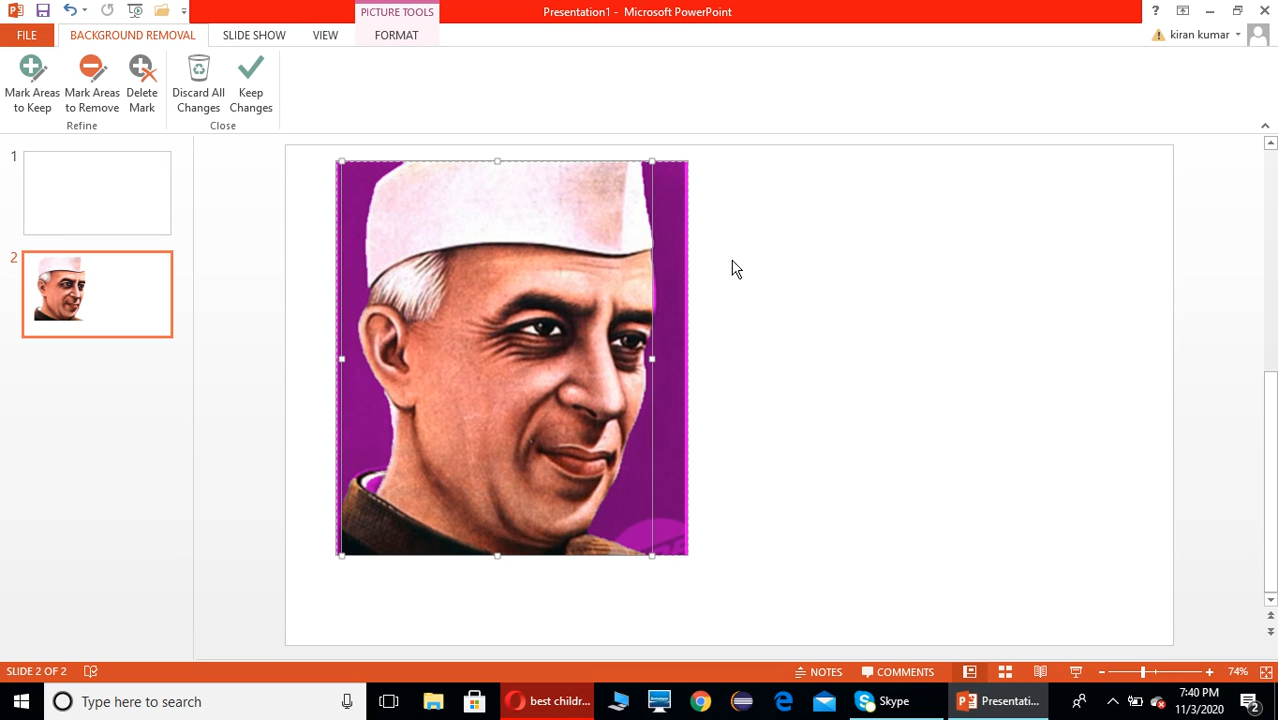 PICTURE TOOLS
Presentation1 - Microsoft PowerPoint
?
FILE
BACKGROUND REMOVAL
SLIDE SHOW
VIEW
FORMAT
kiran kumar
Mark Areas to Keep
Mark Areas to Remove
Delete Mark
Discard All Changes
Keep Changes
Refine
Close
1
2
SLIDE 2 OF 2
NOTES
COMMENTS
74%
Type here to search
best childr...
Skype
Presentati...
7:40 PM
11/3/2020
2